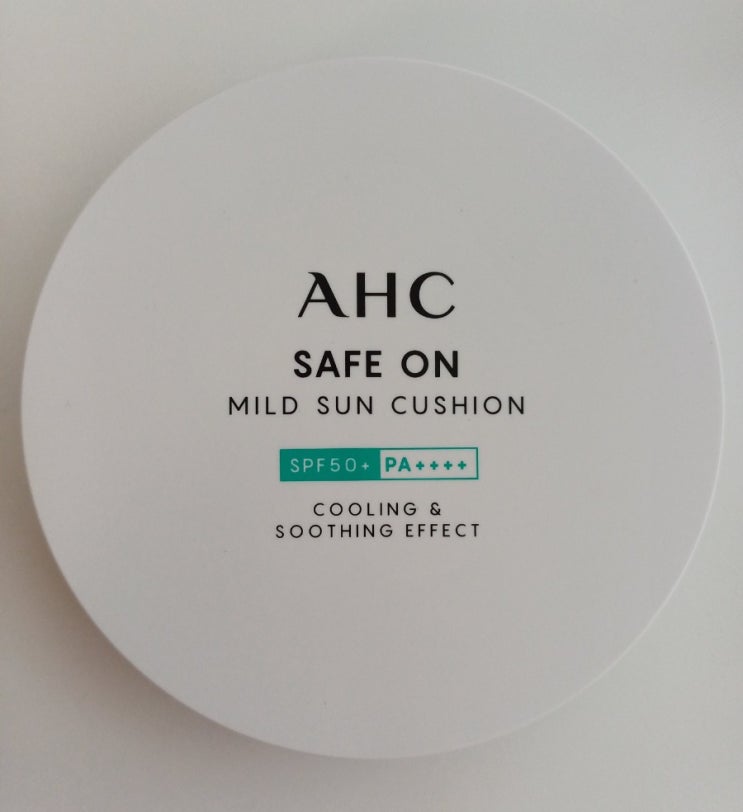 AHC
SAFE ON
MILD SUN CUSHION
SPF50+ PA++++
COOLING &
SOOTHING EFFECT